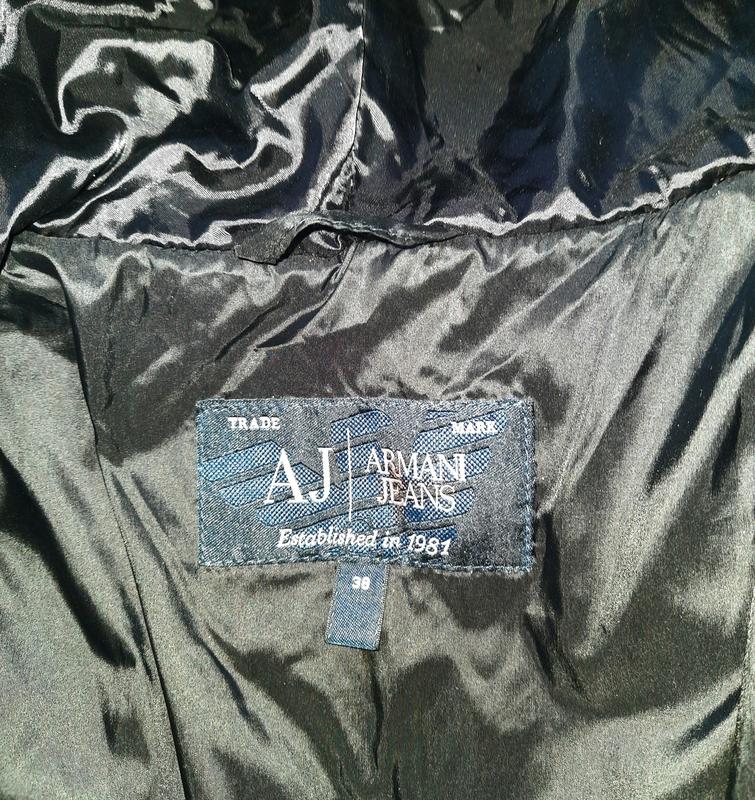 TRADE MARK
AJ ARMANI
JEANS
Established in 1981
38